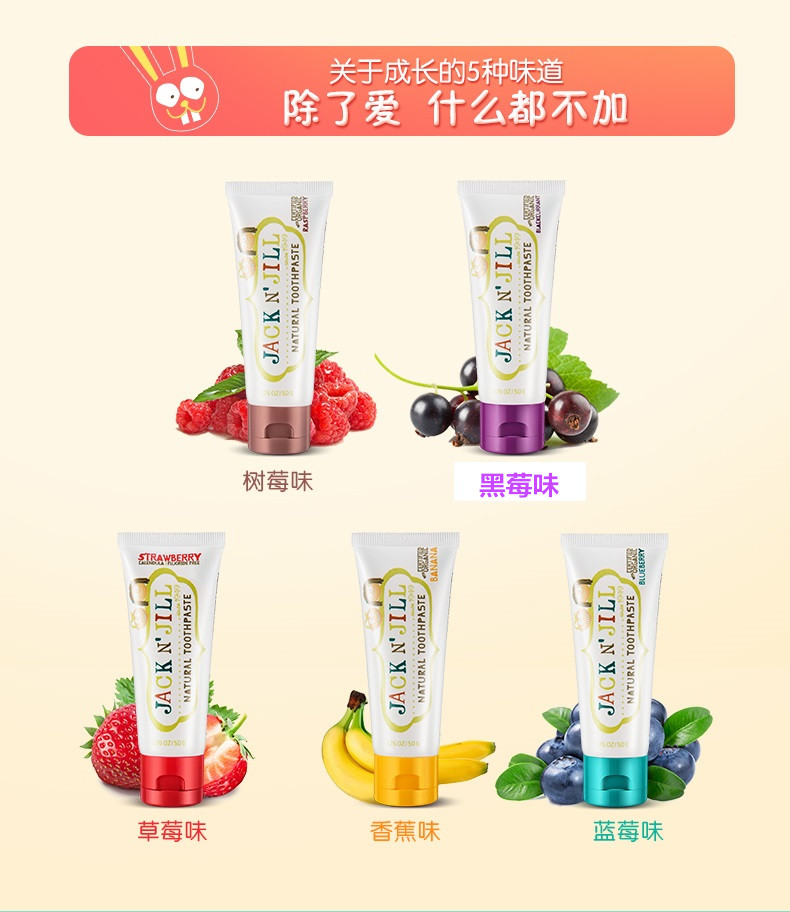 关于成长的5种味道
除了爱 什么都不加
RASPBERRY
JACK N' JILL
NATURAL TOOTHPASTE
BLACKCURRANT
JACK N' JILL
NATURAL TOOTHPASTE
树莓味
黑莓味
STRAWBERRY
CALENDULA - FLUORIDE FREE
JACK N' JILL
NATURAL TOOTHPASTE
BANANA
JACK N' JILL
NATURAL TOOTHPASTE
BLUEBERRY
JACK N' JILL
NATURAL TOOTHPASTE
草莓味
香蕉味
蓝莓味